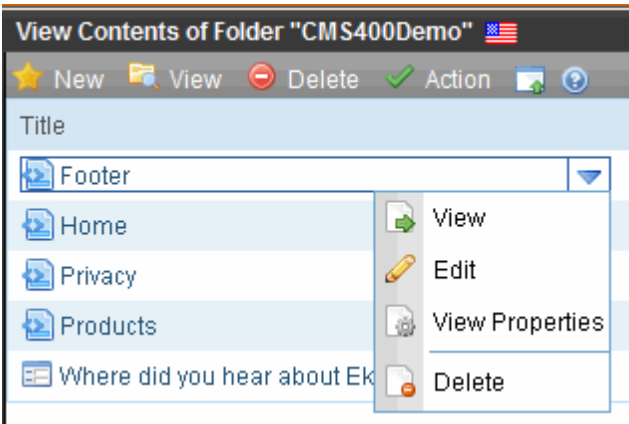 View Contents of Folder "CMS400Demo"
New View Delete Action
Title
Footer
Home
Privacy
Products
Where did you hear about Ek
View
Edit
View Properties
Delete